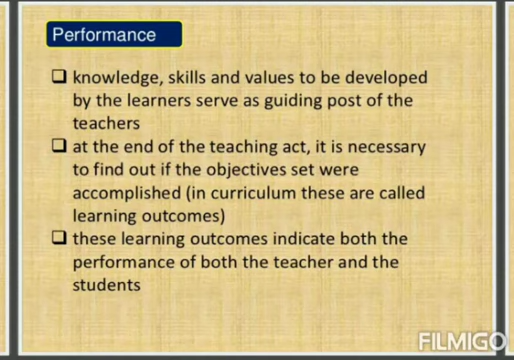 Performance
❑ knowledge, skills and values to be developed
by the learners serve as guiding post of the
teachers
❑ at the end of the teaching act, it is necessary
to find out if the objectives set were
accomplished (in curriculum these are called
learning outcomes)
❑ these learning outcomes indicate both the
performance of both the teacher and the
students
FILMIGO